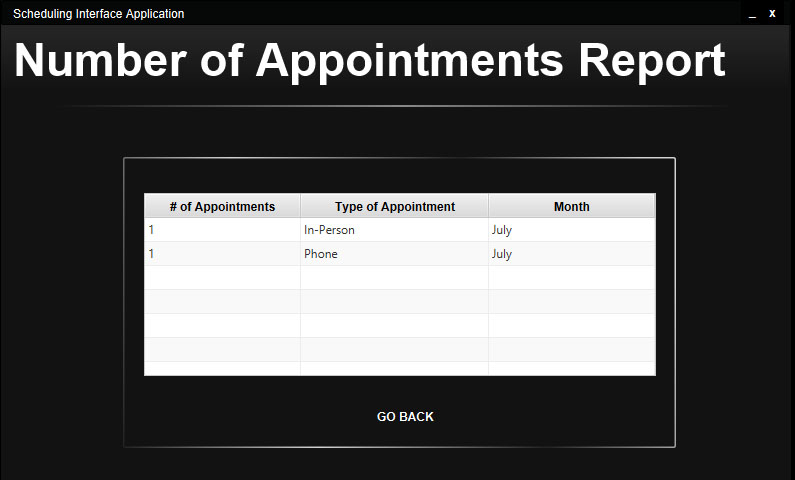 Scheduling Interface Application _ x
Number of Appointments Report
# of Appointments Type of Appointment Month
1 In-Person July
1 Phone July
GO BACK